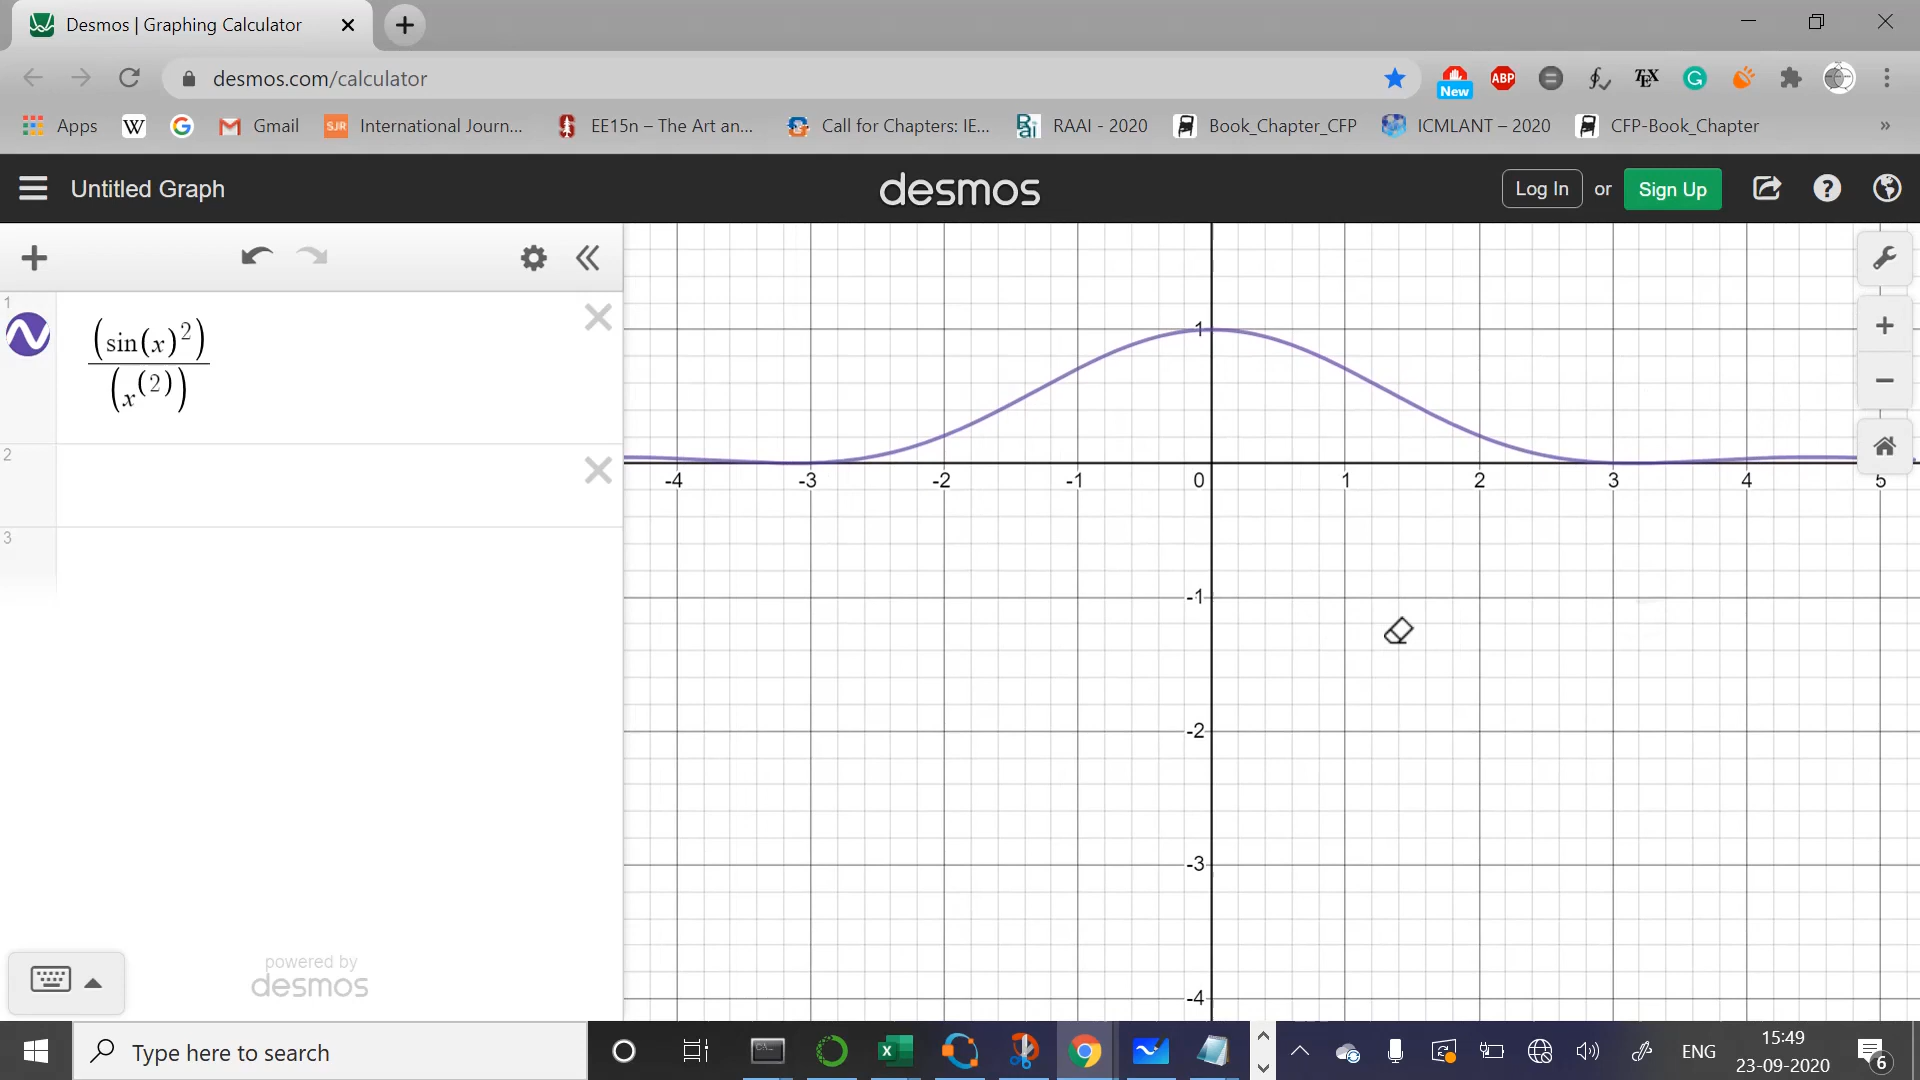 Desmos | Graphing Calculator
desmos.com/calculator
New
ABP
TEX
G
Apps
W
G
Gmail
SJR
International Journ...
EE15n – The Art an...
Call for Chapters: IE...
RAAI - 2020
Book_Chapter_CFP
ICMLANT – 2020
CFP-Book_Chapter
»
Untitled Graph
desmos
Log In
or
Sign Up
1
(sin(x)^2)
(x^(2))
2
3
1
-4 -3 -2 -1 0 1 2 3 4 5
-1
-2
-3
-4
powered by
desmos
Type here to search
ENG
15:49
23-09-2020
6